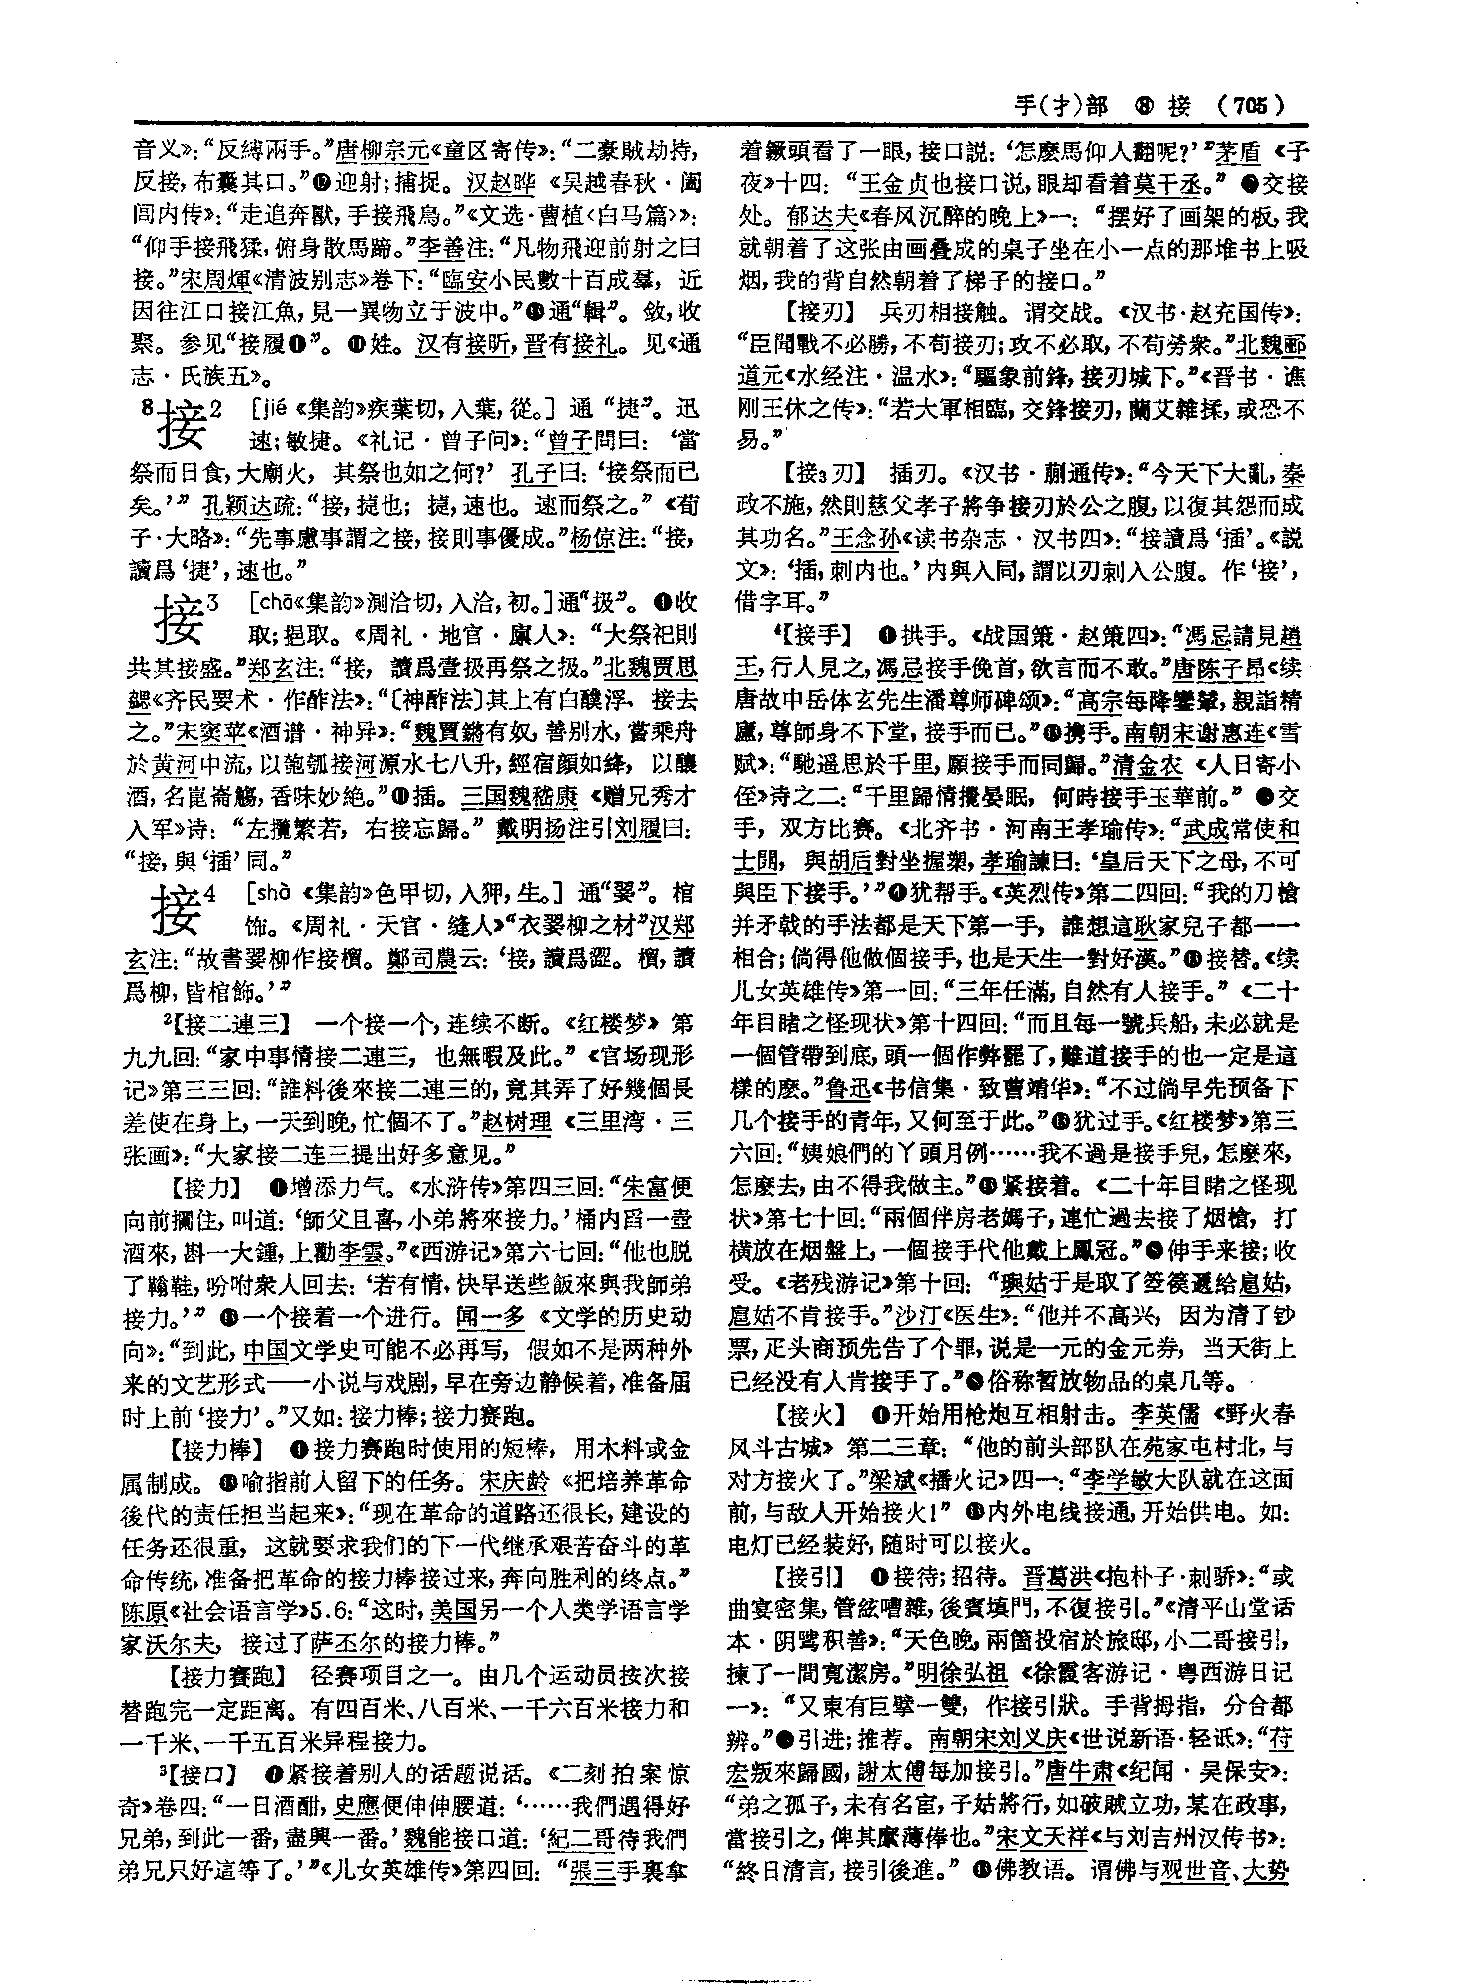 手(扌)部 ⑧ 接 (705)
音义》：“反縛兩手。”唐柳宗元《童区寄传》：“二豪賊劫持，
反接，布囊其口。”⓱迎射；捕捉。汉赵晔《吴越春秋·阖
闾内传》：“走追奔獸，手接飛鳥。”《文选·曹植〈白马篇〉》：
“仰手接飛猱，俯身散馬蹄。”李善注：“凡物飛迎前射之曰
接。”宋周煇《清波别志》卷下：“臨安小民數十百成羣，近
因往江口接江魚，見一異物立于波中。”⓲通“輯”。敛，收
聚。参见“接履❶”。⓳姓。汉有接昕，晋有接礼。见《通
志·氏族五》。
⁸接2 [jié《集韵》疾葉切，入葉，從。] 通“捷”。迅
速；敏捷。《礼记·曾子问》：“曾子問曰：‘當
祭而日食，大廟火，其祭也如之何？’孔子曰：‘接祭而已
矣。’”孔颖达疏：“接，捷也；捷，速也。速而祭之。”《荀
子·大略》：“先事慮事謂之接，接則事優成。”杨倞注：“接，
讀爲‘捷’，速也。”
接3 [chā《集韵》測洽切，入洽，初。]通“扱”。❶收
取；挹取。《周礼·地官·廩人》：“大祭祀則
共其接盛。”郑玄注：“接，讀爲壹扱再祭之扱。”北魏贾思
勰《齐民要术·作酢法》：“〔神酢法〕其上有白醭浮，接去
之。”宋窦苹《酒谱·神异》：“魏賈鏘有奴，善别水，嘗乘舟
於黄河中流，以匏瓠接河源水七八升，經宿顔如絳，以釀
酒，名崑崙觴，香味妙絶。”❷插。三国魏嵇康《赠兄秀才
入军》诗：“左攬繁若，右接忘歸。”戴明扬注引刘履曰：
“接，與‘插’同。”
接4 [shà《集韵》色甲切，入狎，生。] 通“翣”。棺
饰。《周礼·天官·缝人》“衣翣柳之材”汉郑
玄注：“故書翣柳作接橮。鄭司農云：‘接，讀爲歰。橮，讀
爲柳，皆棺飾。’”
²【接二連三】 一个接一个，连续不断。《红楼梦》第
九九回：“家中事情接二連三，也無暇及此。”《官场现形
记》第三三回：“誰料後來接二連三的，竟其弄了好幾個長
差使在身上，一天到晚，忙個不了。”赵树理《三里湾·三
张画》：“大家接二连三提出好多意见。”
【接力】 ❶增添力气。《水浒传》第四三回：“朱富便
向前攔住，叫道：‘師父且喜，小弟將來接力。’桶内舀一壺
酒來，斟一大鍾，上勸李雲。”《西游记》第六七回：“他也脱
了䩺鞋，吩咐衆人回去：‘若有情，快早送些飯來與我師弟
接力。’”❷一个接着一个进行。闻一多《文学的历史动
向》：“到此，中国文学史可能不必再写，假如不是两种外
来的文艺形式——小说与戏剧，早在旁边静候着，准备届
时上前‘接力’。”又如：接力棒；接力赛跑。
【接力棒】 ❶接力赛跑时使用的短棒，用木料或金
属制成。❷喻指前人留下的任务。宋庆龄《把培养革命
後代的责任担当起来》：“现在革命的道路还很长，建设的
任务还很重，这就要求我们的下一代继承艰苦奋斗的革
命传统，准备把革命的接力棒接过来，奔向胜利的终点。”
陈原《社会语言学》5.6：“这时，美国另一个人类学语言学
家沃尔夫，接过了萨丕尔的接力棒。”
【接力賽跑】 径赛项目之一。由几个运动员按次接
替跑完一定距离。有四百米、八百米、一千六百米接力和
一千米、一千五百米异程接力。
³【接口】 ❶紧接着别人的话题说话。《二刻拍案惊
奇》卷四：“一日酒酣，史應便伸伸腰道：‘……我們遇得好
兄弟，到此一番，盡興一番。’魏能接口道：‘紀二哥待我們
弟兄只好這等了。’”《儿女英雄传》第四回：“張三手裏拿
着鐝頭看了一眼，接口説：‘怎麽馬仰人翻呢？’”茅盾《子
夜》十四：“王金贞也接口说，眼却看着莫干丞。”❷交接
处。郁达夫《春风沉醉的晚上》一：“摆好了画架的板，我
就朝着了这张由画叠成的桌子坐在小一点的那堆书上吸
烟，我的背自然朝着了梯子的接口。”
【接刃】 兵刃相接触。谓交战。《汉书·赵充国传》：
“臣聞戰不必勝，不苟接刃；攻不必取，不苟勞衆。”北魏郦
道元《水经注·温水》：“驅象前鋒，接刃城下。”《晋书·谯
刚王休之传》：“若大軍相臨，交鋒接刃，蘭艾雜揉，或恐不
易。”
【接3刃】 插刃。《汉书·蒯通传》：“今天下大亂，秦
政不施，然則慈父孝子將争接刃於公之腹，以復其怨而成
其功名。”王念孙《读书杂志·汉书四》：“接讀爲‘插’。《説
文》：‘插，刺内也。’内與入同，謂以刃刺入公腹。作‘接’，
借字耳。”
⁴【接手】 ❶拱手。《战国策·赵策四》：“馮忌請見趙
王，行人見之，馮忌接手俛首，欲言而不敢。”唐陈子昂《续
唐故中岳体玄先生潘尊师碑颂》：“高宗每降鑾輦，親詣精
廬，尊師身不下堂，接手而已。”❷携手。南朝宋谢惠连《雪
赋》：“馳遥思於千里，願接手而同歸。”清金农《人日寄小
侄》诗之二：“千里歸情攪晏眠，何時接手玉華前。”❸交
手，双方比赛。《北齐书·河南王孝瑜传》：“武成常使和
士開，與胡后對坐握槊，孝瑜諫曰：‘皇后天下之母，不可
與臣下接手。’”❹犹帮手。《英烈传》第二四回：“我的刀槍
并矛戟的手法都是天下第一手，誰想這耿家兒子都一一
相合；倘得他做個接手，也是天生一對好漢。”❺接替。《续
儿女英雄传》第一回：“三年任滿，自然有人接手。”《二十
年目睹之怪现状》第十四回：“而且每一號兵船，未必就是
一個管帶到底，頭一個作弊罷了，難道接手的也一定是這
樣的麽。”鲁迅《书信集·致曹靖华》：“不过倘早先预备下
几个接手的青年，又何至于此。”❻犹过手。《红楼梦》第三
六回：“姨娘們的丫頭月例……我不過是接手兒，怎麽來，
怎麽去，由不得我做主。”❼紧接着。《二十年目睹之怪现
状》第七十回：“兩個伴房老媽子，連忙過去接了烟槍，打
横放在烟盤上，一個接手代他戴上鳳冠。”❽伸手来接；收
受。《老残游记》第十回：“璵姑于是取了箜篌遞给扈姑，
扈姑不肯接手。”沙汀《医生》：“他并不高兴，因为清了钞
票，疋头商预先告了个罪，说是一元的金元券，当天街上
已经没有人肯接手了。”❾俗称暂放物品的桌几等。
【接火】 ❶开始用枪炮互相射击。李英儒《野火春
风斗古城》第二三章：“他的前头部队在苑家屯村北，与
对方接火了。”梁斌《播火记》四一：“李学敏大队就在这面
前，与敌人开始接火！”❷内外电线接通，开始供电。如：
电灯已经装好，随时可以接火。
【接引】 ❶接待；招待。晋葛洪《抱朴子·刺骄》：“或
曲宴密集，管絃嘈雜，後賓填門，不復接引。”《清平山堂话
本·阴骘积善》：“天色晚，兩箇投宿於旅邸，小二哥接引，
揀了一間寬潔房。”明徐弘祖《徐霞客游记·粤西游日记
一》：“又東有巨擘一雙，作接引狀。手背拇指，分合都
辨。”❷引进；推荐。南朝宋刘义庆《世说新语·轻诋》：“苻
宏叛來歸國，謝太傅每加接引。”唐牛肃《纪闻·吴保安》：
“弟之孤子，未有名宦，子姑將行，如破賊立功，某在政事，
當接引之，俾其縻薄俸也。”宋文天祥《与刘吉州汉传书》：
“終日清言，接引後進。”❸佛教语。谓佛与观世音、大势